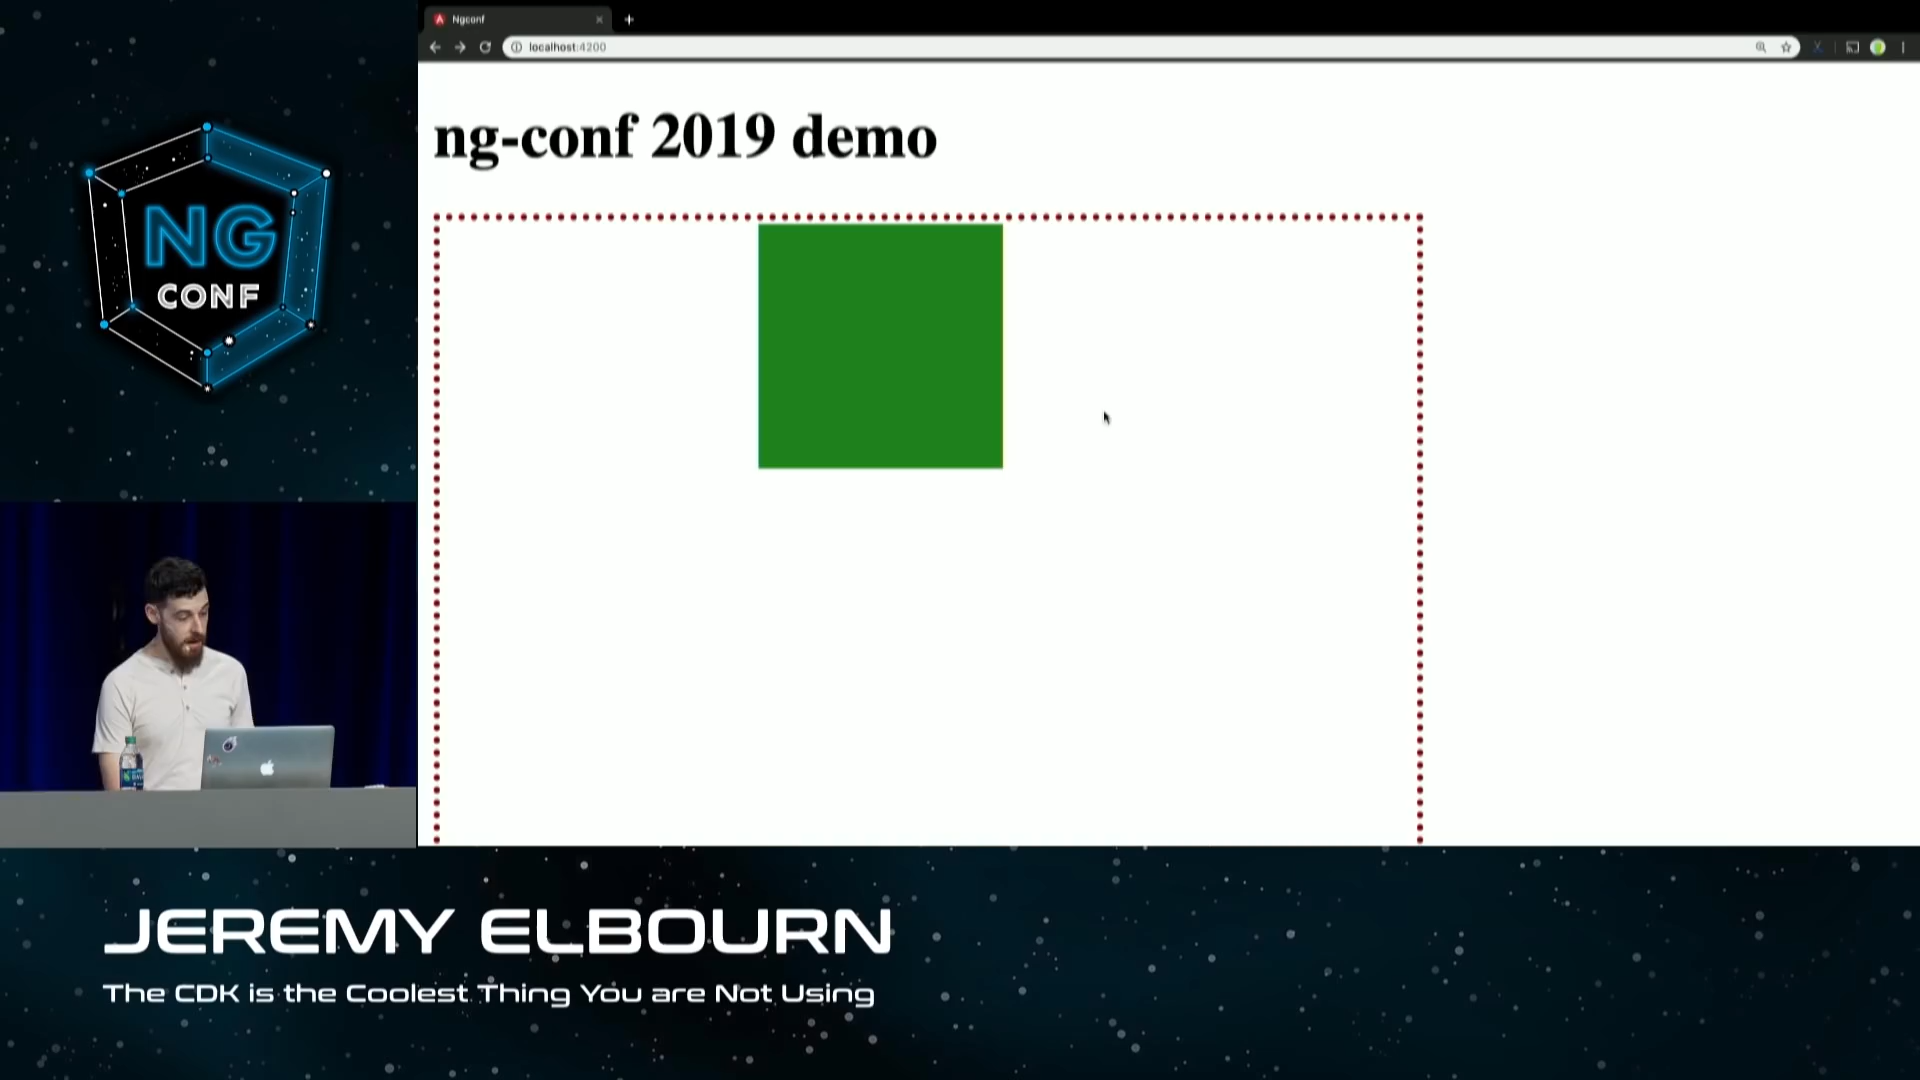 Ngconf
localhost:4200
ng-conf 2019 demo
NG
CONF
JEREMY ELBOURN
The CDK is the Coolest Thing You are Not Using